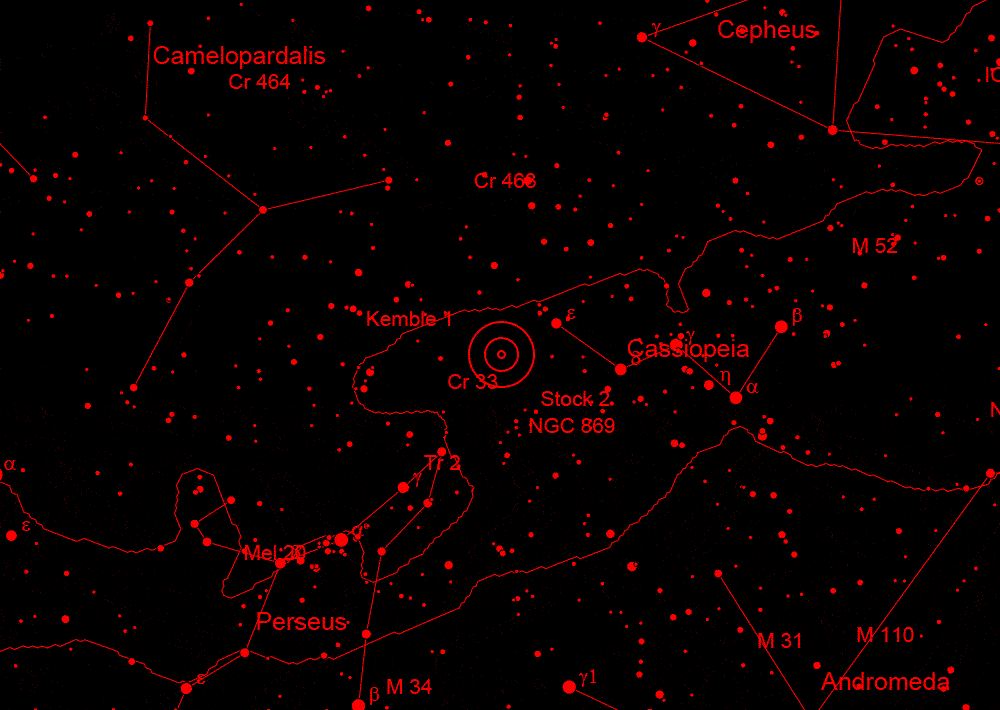 γ
Cepheus
Camelopardalis
Cr 464
IC
Cr 463
M 52
Kemble 1
ε
β
γ
Cassiopeia
δ
Cr 33
η
α
Stock 2
NGC 869
N
α
Tr 2
γ
ε
α
Mel 20
δ
Perseus
M 31
M 110
ε
γ1
Andromeda
β
M 34